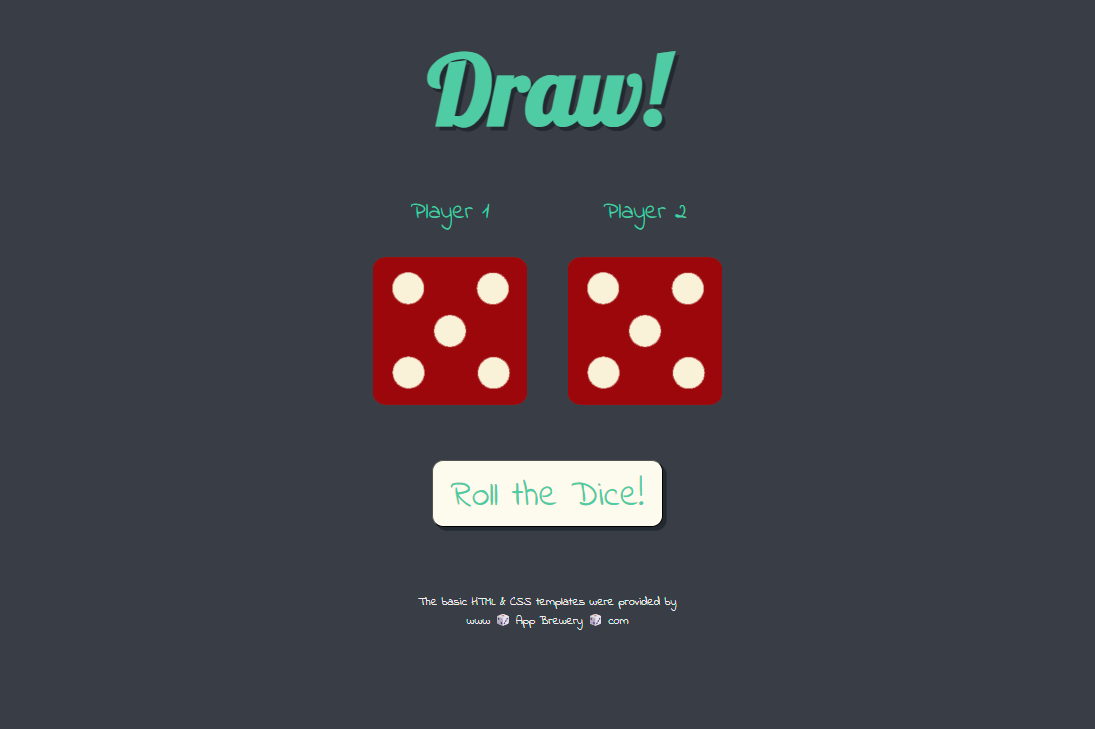 Draw!
Player 1 Player 2
Roll the Dice!
The basic HTML & CSS templates were provided by
www 🎲 App Brewery 🎲 com